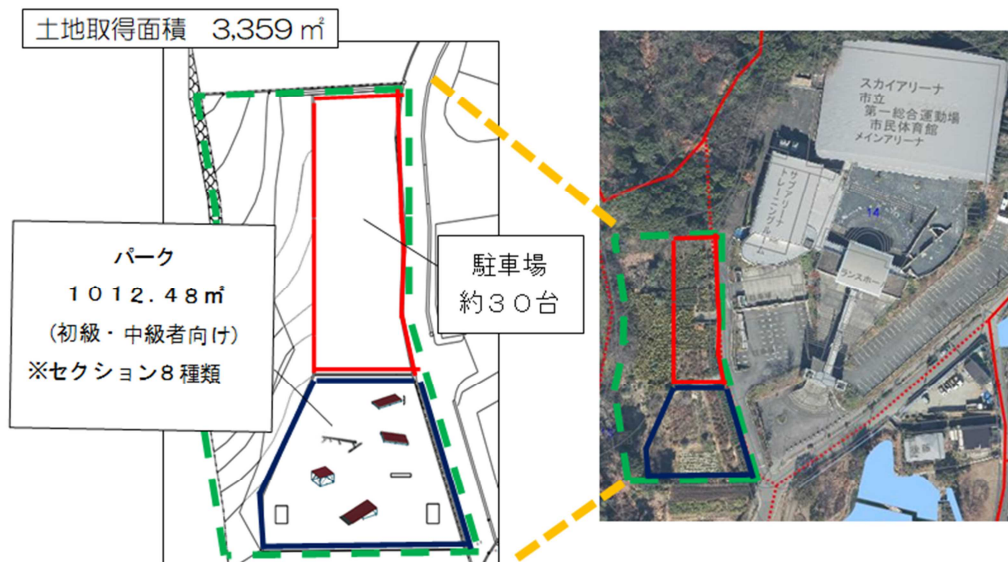 土地取得面積 3,359 ㎡
パーク
1012.48㎡
(初級・中級者向け)
※セクション8種類
駐車場
約30台
スカイアリーナ
市立
第一総合運動場
市民体育館
メインアリーナ
サブアリーナ
トレーニングルーム
14
ランスホー